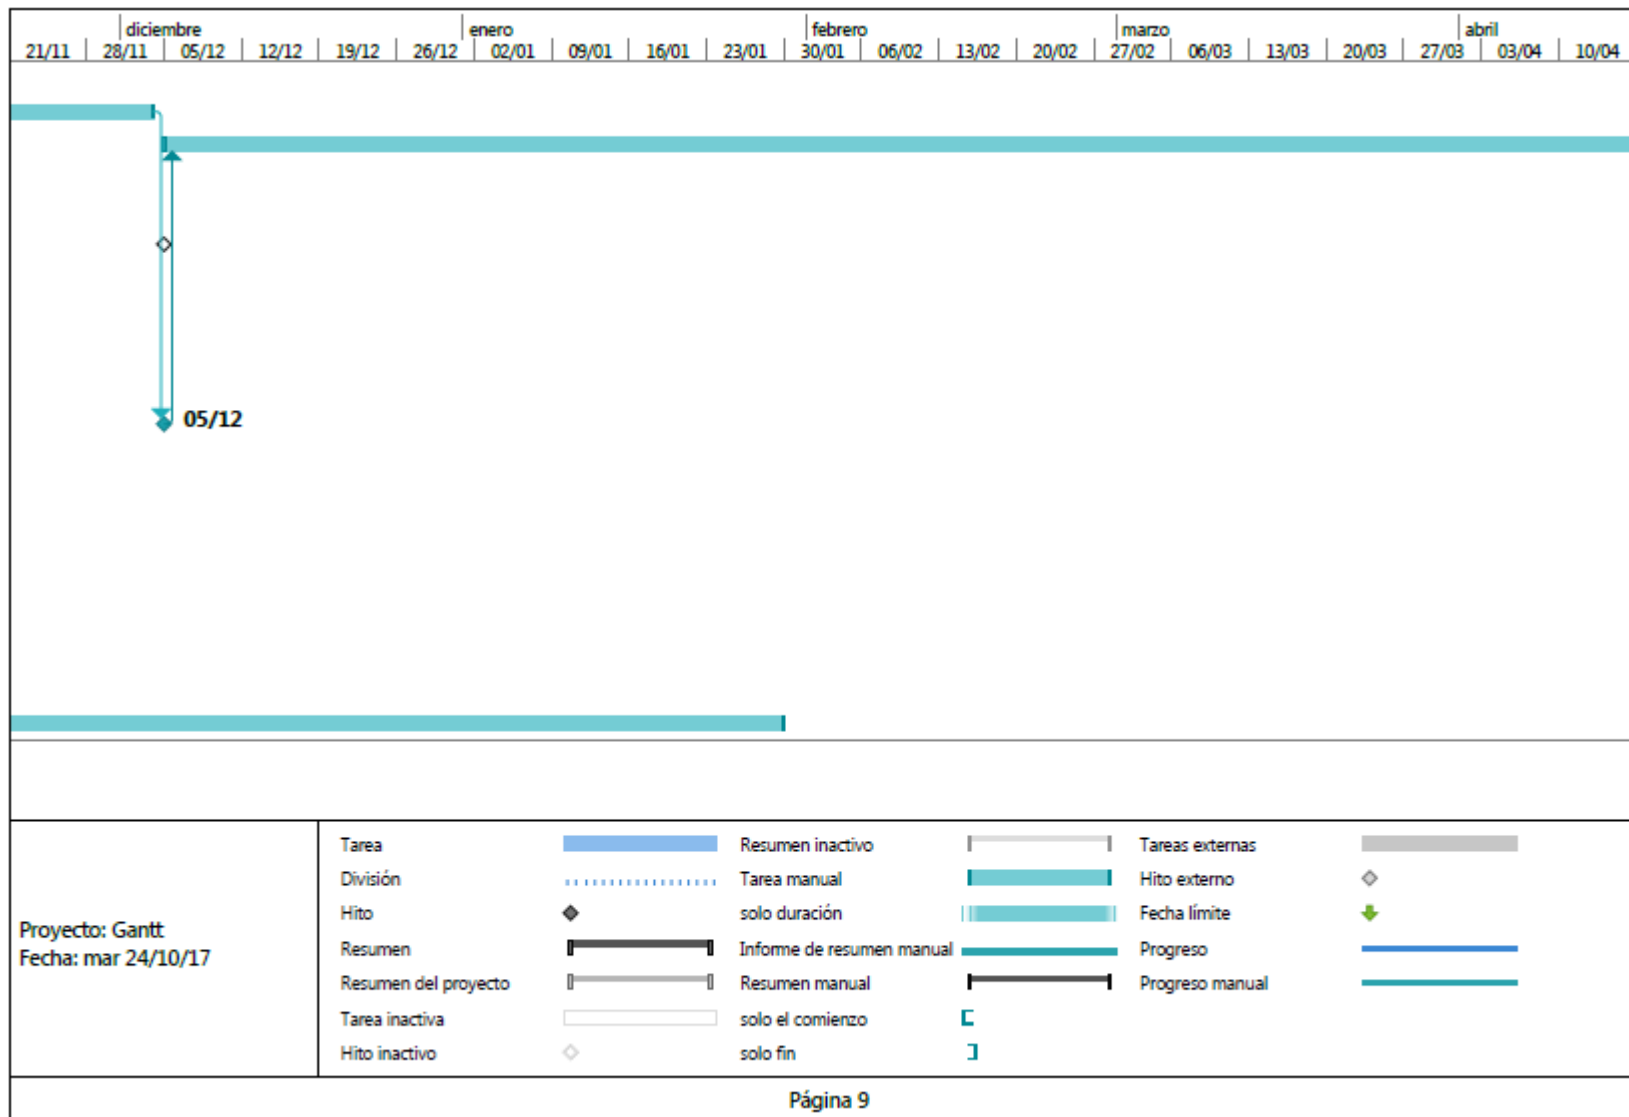 diciembre enero febrero marzo abril
21/11 28/11 05/12 12/12 19/12 26/12 02/01 09/01 16/01 23/01 30/01 06/02 13/02 20/02 27/02 06/03 13/03 20/03 27/03 03/04 10/04
05/12
Proyecto: Gantt
Fecha: mar 24/10/17
Tarea
División
Hito
Resumen
Resumen del proyecto
Tarea inactiva
Hito inactivo
Resumen inactivo
Tarea manual
solo duración
Informe de resumen manual
Resumen manual
solo el comienzo
solo fin
Tareas externas
Hito externo
Fecha límite
Progreso
Progreso manual
Página 9